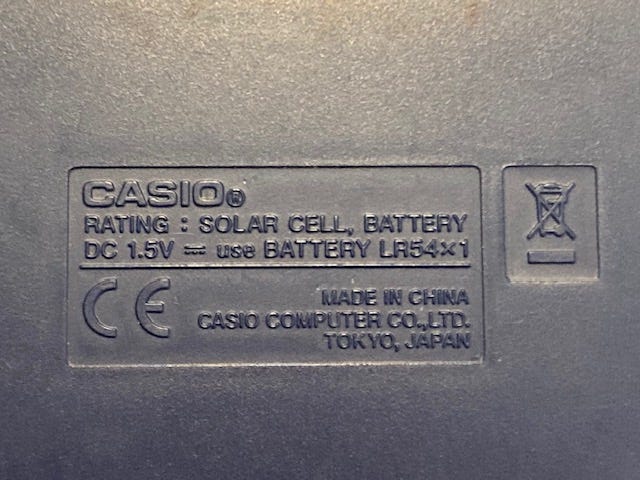 CASIO®
RATING : SOLAR CELL, BATTERY
DC 1.5V ⎓ use BATTERY LR54×1
CE
MADE IN CHINA
CASIO COMPUTER CO.,LTD.
TOKYO, JAPAN